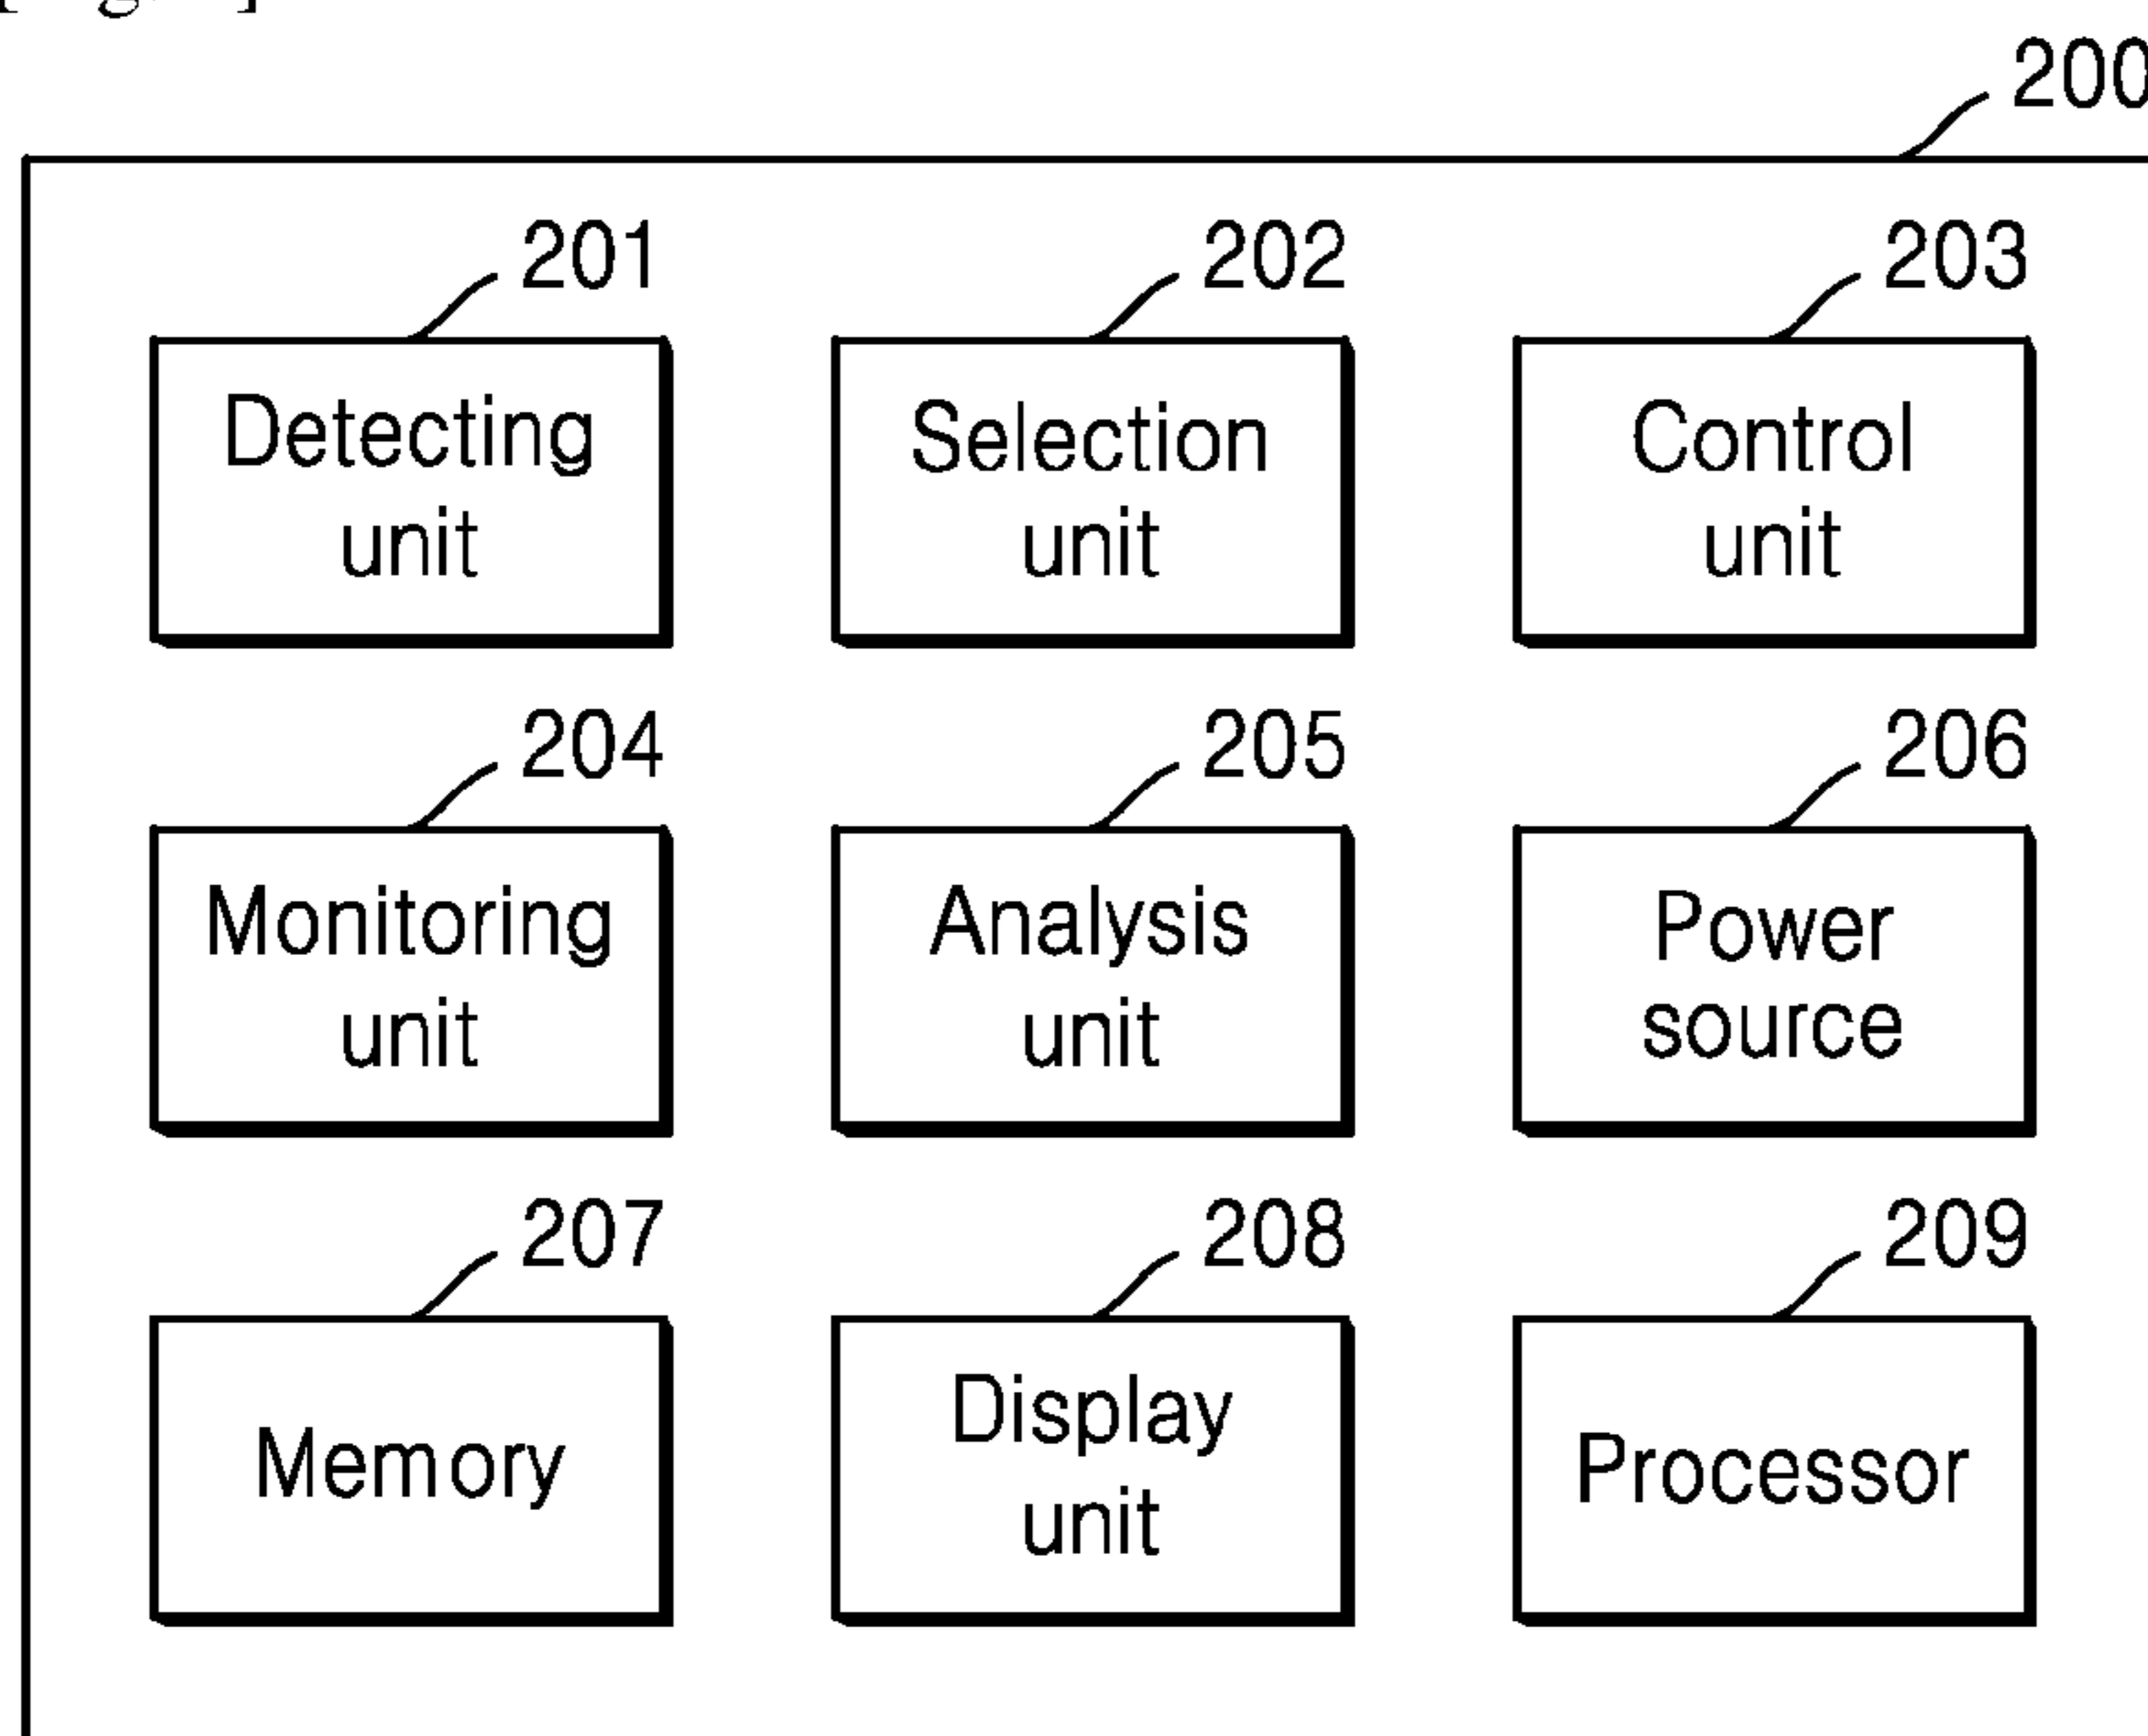 200
201 202 203
Detecting Selection Control
unit unit unit
204 205 206
Monitoring Analysis Power
unit unit source
207 208 209
Memory Display Processor
unit